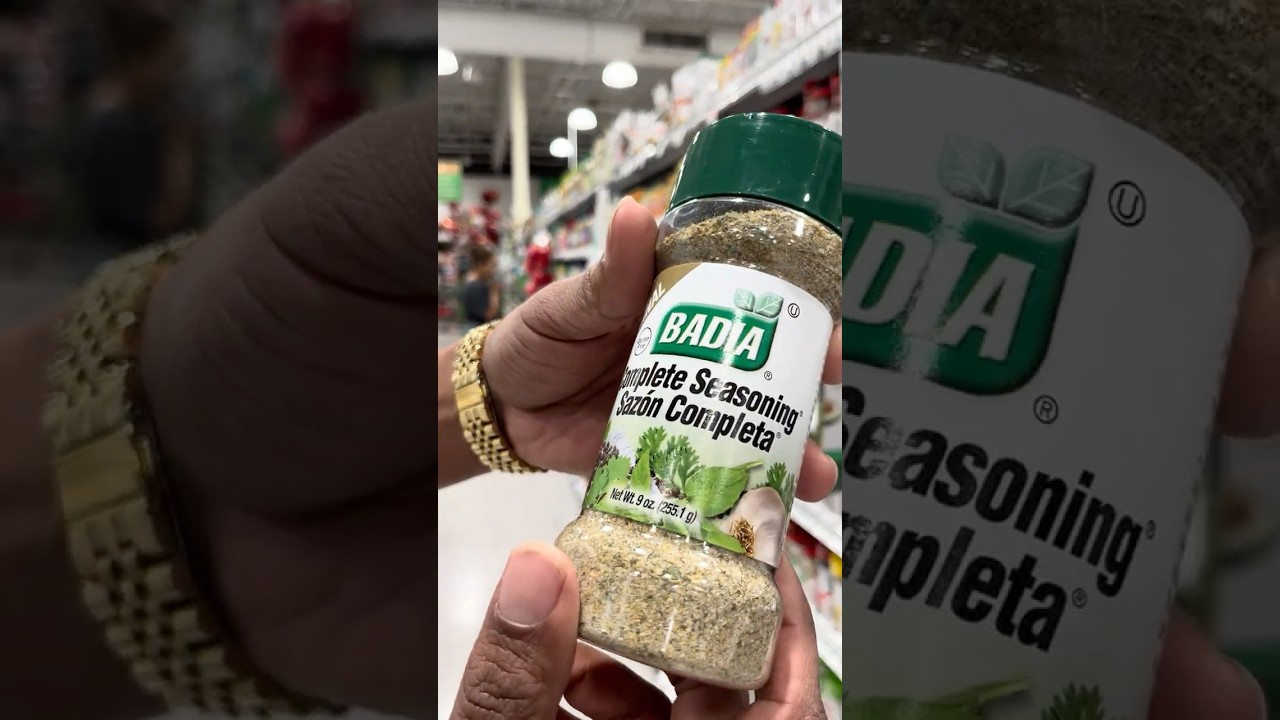 BADIA®
Complete Seasoning®
Sazón Completa®
Net Wt. 9 oz. (255.1 g)